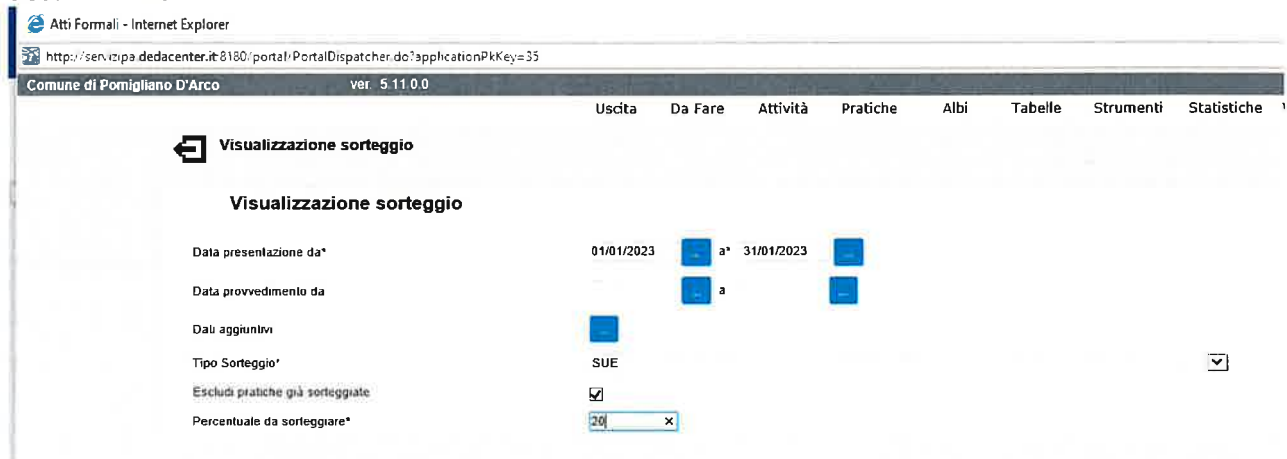 Atti Formali - Internet Explorer
http://servizipa.dedacenter.it:8180/portal/PortalDispatcher.do?applicationPkKey=35
Comune di Pomigliano D'Arco ver. 5.11.0.0
Uscita Da Fare Attività Pratiche Albi Tabelle Strumenti Statistiche
Visualizzazione sorteggio
Visualizzazione sorteggio
Data presentazione da* 01/01/2023 ... a* 31/01/2023 ...
Data provvedimento da ... a ...
Dati aggiuntivi ...
Tipo Sorteggio* SUE
Escludi pratiche già sorteggiate
Percentuale da sorteggiare* 20